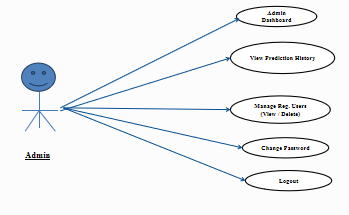 Admin
Dashboard
View Prediction History
Manage Reg. Users
(View / Delete)
Change Password
Logout
Admin